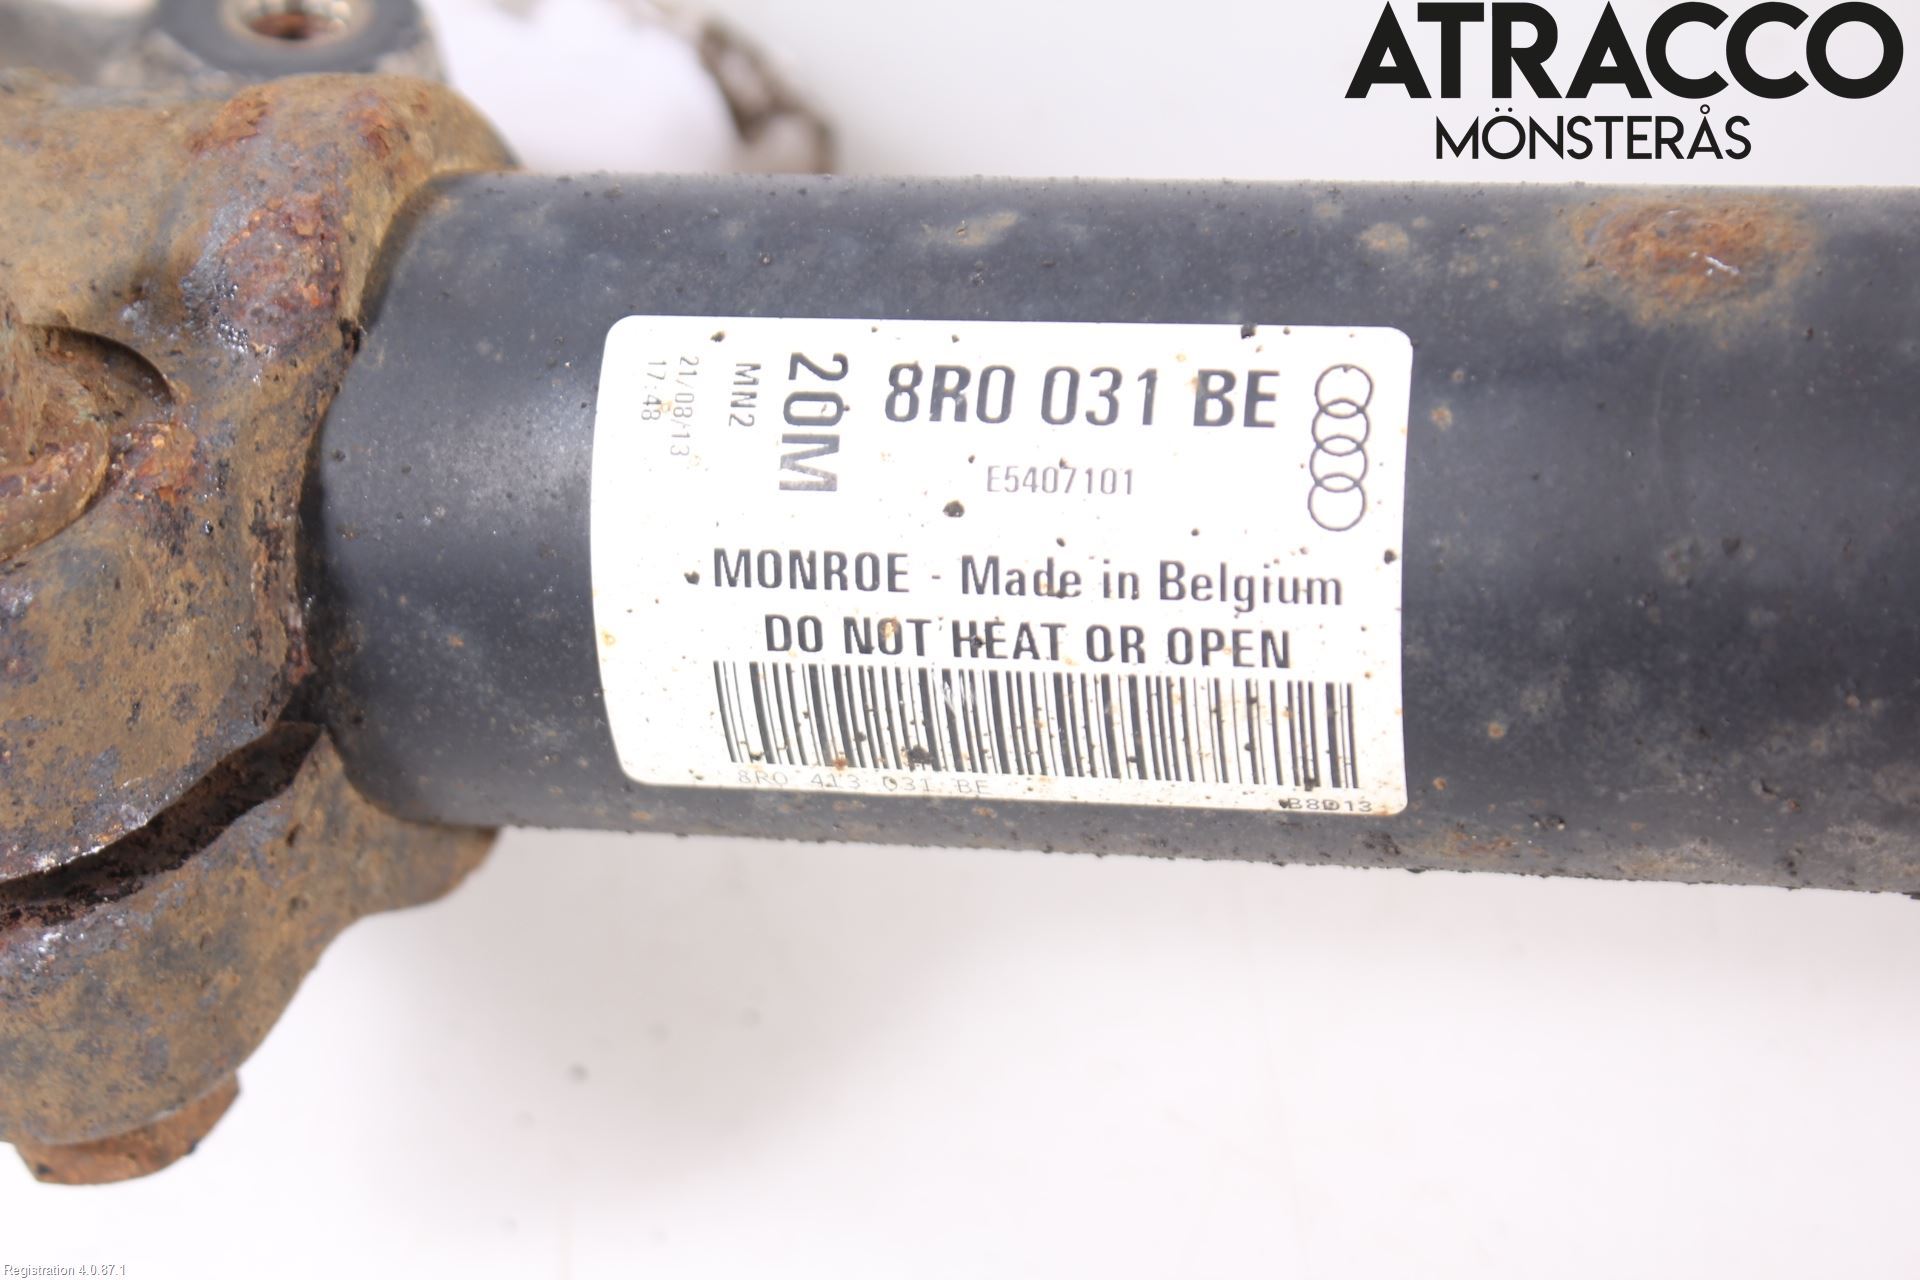 ATRACCO
MÖNSTERÅS
8R0 031 BE
E5407101
20M
MN2
21/08/13
17:48
MONROE - Made in Belgium
DO NOT HEAT OR OPEN
8R0 413 031 BE
B8D13
Registration 4.0.87.1